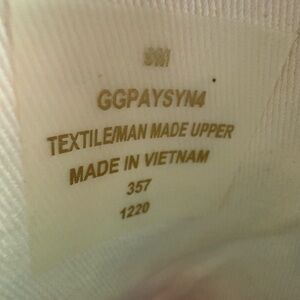 GGPAYSYN4
TEXTILE/MAN MADE UPPER
MADE IN VIETNAM
357
1220